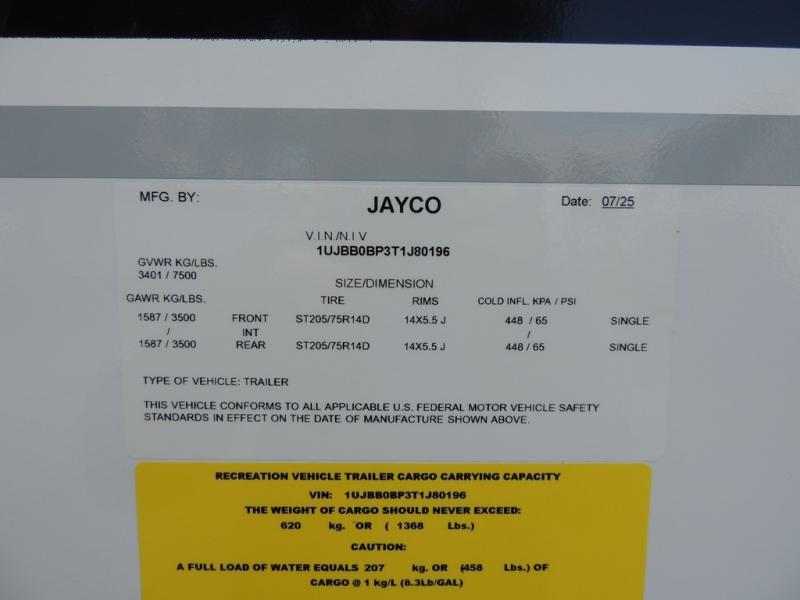 MFG. BY: JAYCO Date: 07/25
V.I.N./N.I V
1UJBB0BP3T1J80196
GVWR KG/LBS.
3401 / 7500
SIZE/DIMENSION
GAWR KG/LBS. TIRE RIMS COLD INFL. KPA / PSI
1587 / 3500 FRONT ST205/75R14D 14X5.5 J 448 / 65 SINGLE
/ INT /
1587 / 3500 REAR ST205/75R14D 14X5.5 J 448 / 65 SINGLE
TYPE OF VEHICLE: TRAILER
THIS VEHICLE CONFORMS TO ALL APPLICABLE U.S. FEDERAL MOTOR VEHICLE SAFETY
STANDARDS IN EFFECT ON THE DATE OF MANUFACTURE SHOWN ABOVE.
RECREATION VEHICLE TRAILER CARGO CARRYING CAPACITY
VIN: 1UJBB0BP3T1J80196
THE WEIGHT OF CARGO SHOULD NEVER EXCEED:
620 kg. OR ( 1368 Lbs.)
CAUTION:
A FULL LOAD OF WATER EQUALS 207 kg. OR (458 Lbs.) OF
CARGO @ 1 kg/L (8.3Lb/GAL)